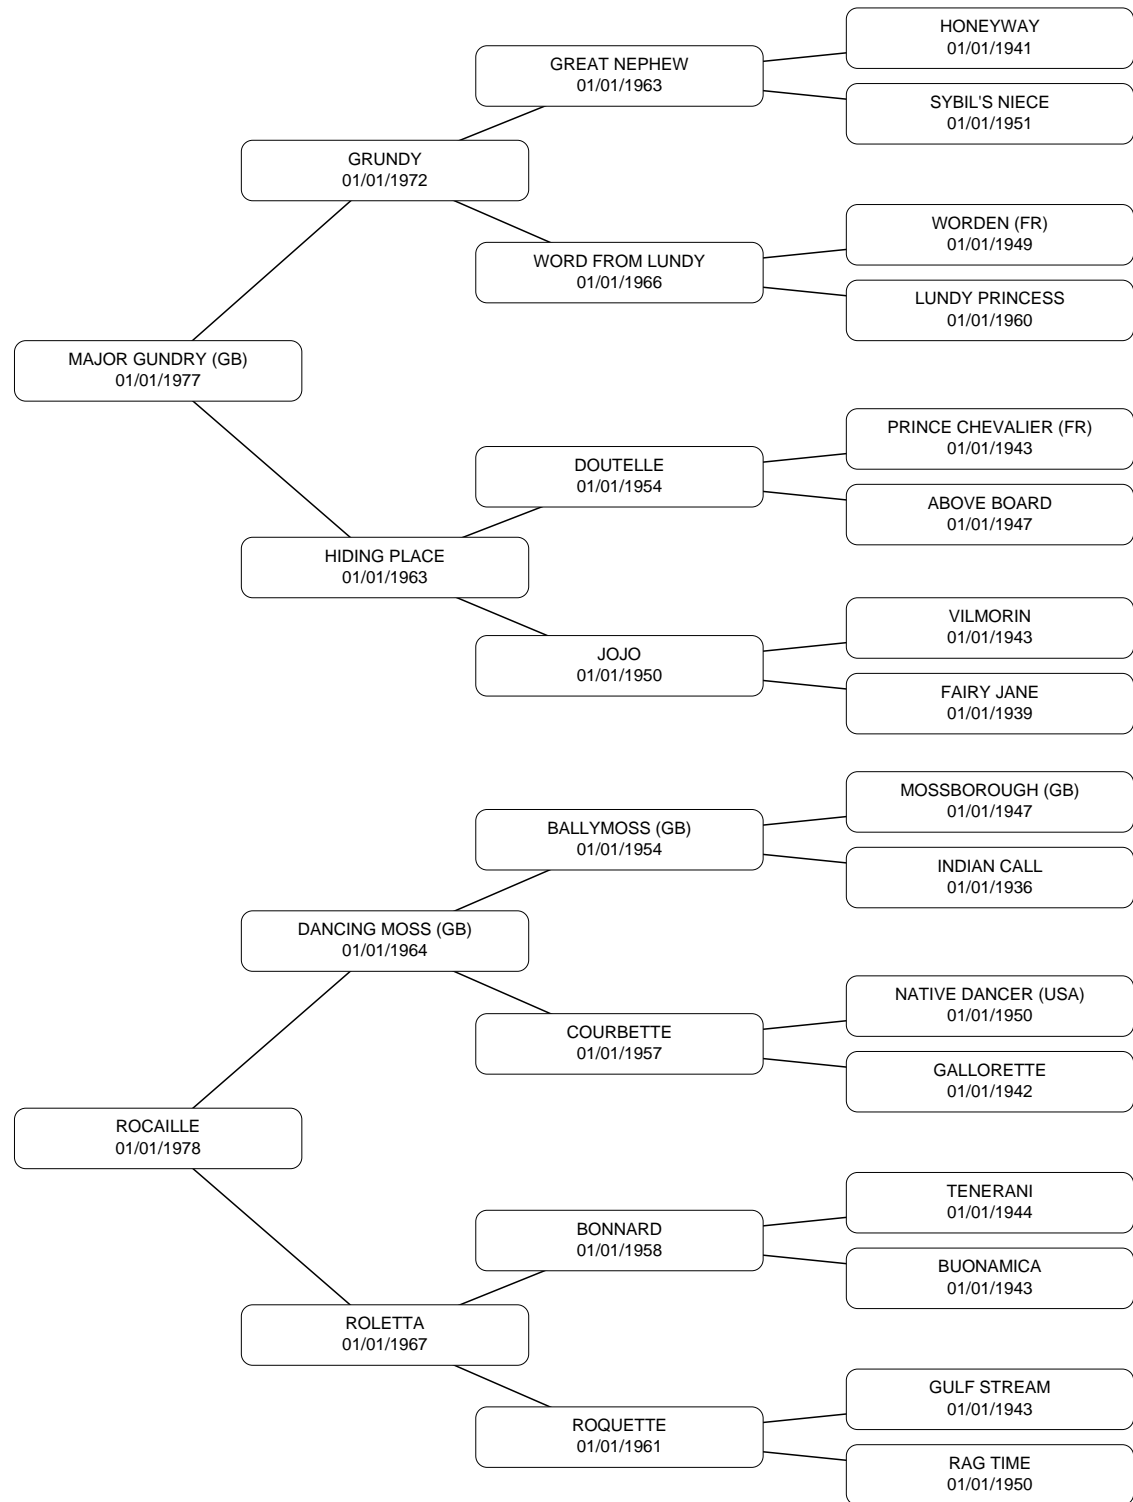 HONEYWAY
01/01/1941
GREAT NEPHEW
01/01/1963
SYBIL'S NIECE
01/01/1951
GRUNDY
01/01/1972
WORDEN (FR)
01/01/1949
WORD FROM LUNDY
01/01/1966
LUNDY PRINCESS
01/01/1960
MAJOR GUNDRY (GB)
01/01/1977
PRINCE CHEVALIER (FR)
01/01/1943
DOUTELLE
01/01/1954
ABOVE BOARD
01/01/1947
HIDING PLACE
01/01/1963
VILMORIN
01/01/1943
JOJO
01/01/1950
FAIRY JANE
01/01/1939
MOSSBOROUGH (GB)
01/01/1947
BALLYMOSS (GB)
01/01/1954
INDIAN CALL
01/01/1936
DANCING MOSS (GB)
01/01/1964
NATIVE DANCER (USA)
01/01/1950
COURBETTE
01/01/1957
GALLORETTE
01/01/1942
ROCAILLE
01/01/1978
TENERANI
01/01/1944
BONNARD
01/01/1958
BUONAMICA
01/01/1943
ROLETTA
01/01/1967
GULF STREAM
01/01/1943
ROQUETTE
01/01/1961
RAG TIME
01/01/1950